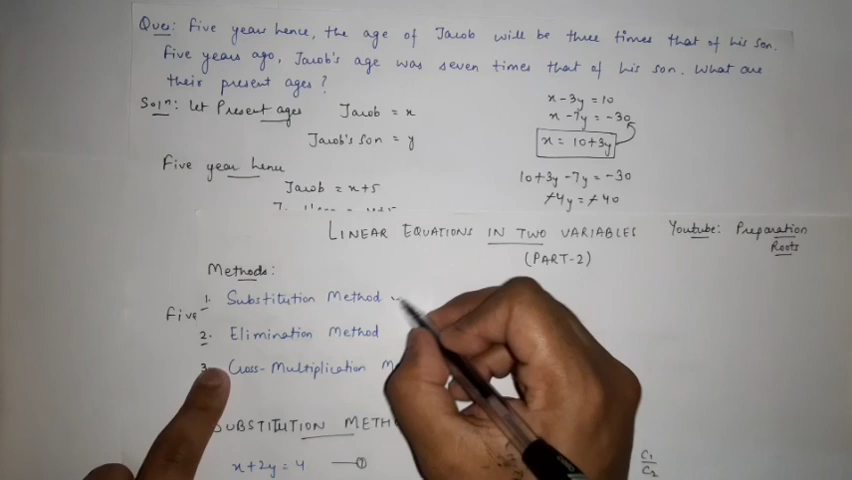 Ques: Five years hence, the age of Jacob will be three times that of his son.
Five years ago, Jacob's age was seven times that of his son. What are
their present ages?
Solⁿ: Let Present ages
Jacob = x
Jacob's son = y
Five year hence
Jacob = x+5
x - 3y = 10
x - 7y = -30
x = 10+3y
10+3y - 7y = -30
-4y = -40
LINEAR EQUATIONS IN TWO VARIABLES
(PART-2)
Youtube: Preparation
Roots
Methods:
1. Substitution Method
2. Elimination Method
3. Cross-Multiplication
Five
SUBSTITUTION
x+2y = 4 —①
C₁
C₂